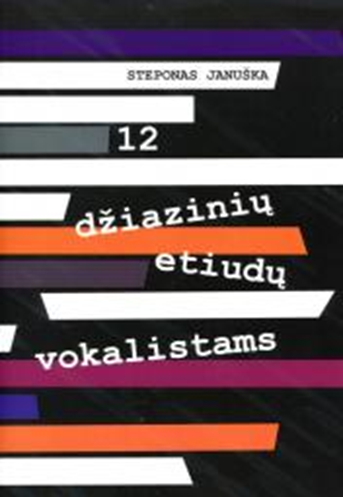 STEPONAS JANUŠKA
12
džiazinių
etiudų
vokalistams